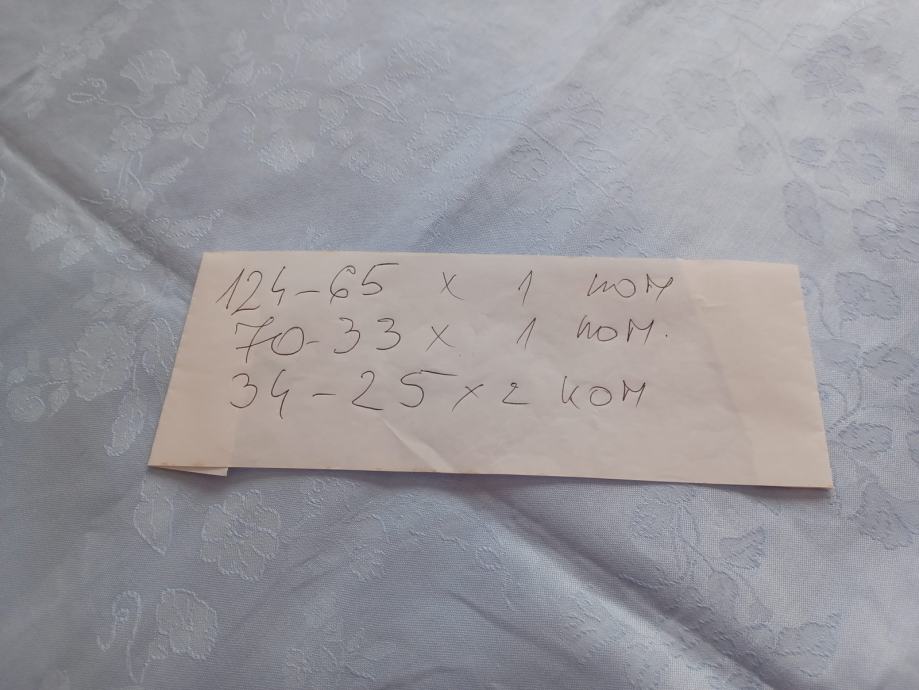 124-65 x 1 ком
70-33 x 1 ком.
34-25 x 2 ком